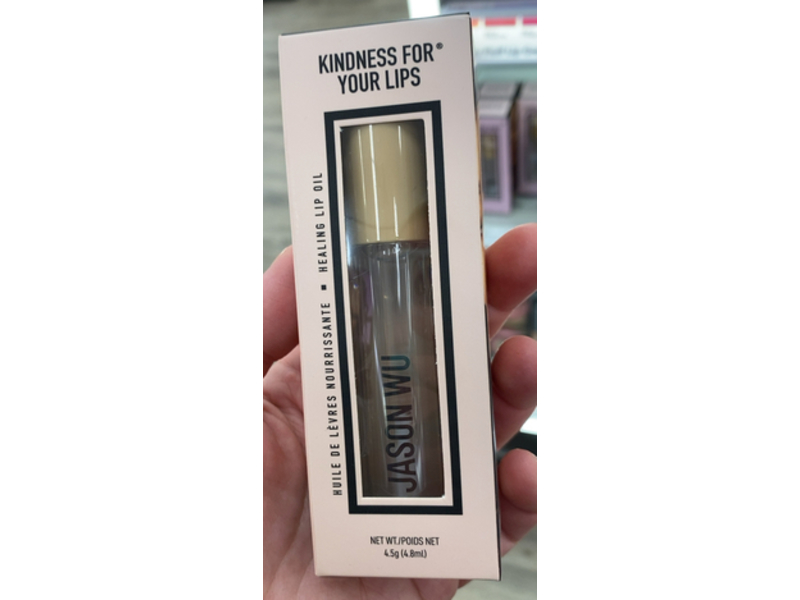 KINDNESS FOR®
YOUR LIPS
HUILE DE LÈVRES NOURRISSANTE ■ HEALING LIP OIL
JASON WU
NET WT./POIDS NET
4.5g (4.8ml)